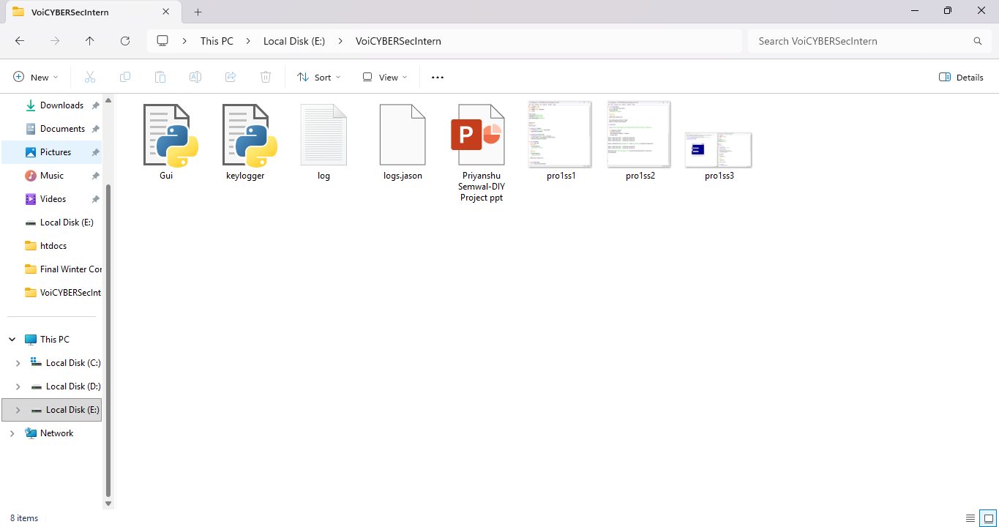 VoiCYBERSecIntern
This PC
Local Disk (E:)
VoiCYBERSecIntern
Search VoiCYBERSecIntern
New
Sort
View
Details
Downloads
Documents
Pictures
Music
Videos
Local Disk (E:)
htdocs
Final Winter Cor
VoiCYBERSecInt
This PC
Local Disk (C:)
Local Disk (D:)
Local Disk (E:)
Network
Gui
keylogger
log
logs.jason
P
Priyanshu
Semwal-DIY
Project ppt
pro1ss1
pro1ss2
pro1ss3
8 items